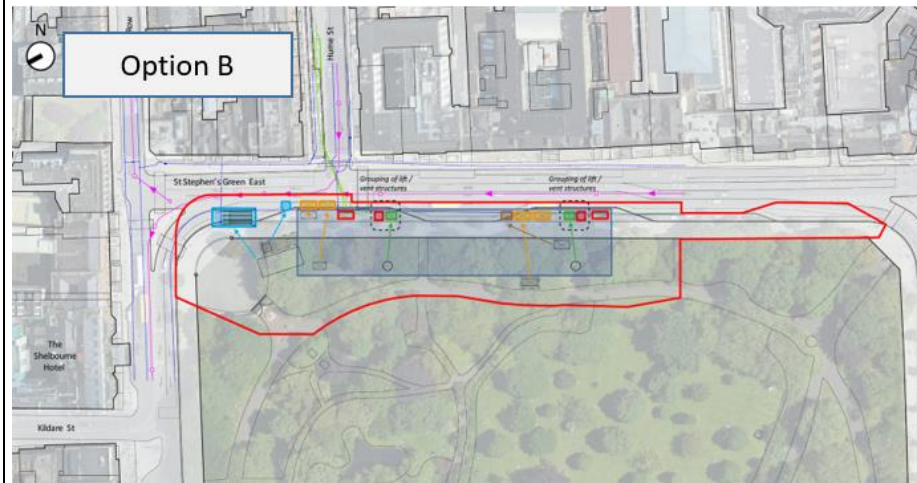 N
Option B
Row
Hume St
St Stephen's Green East
Grouping of lift /
vent structures
Grouping of lift /
vent structures
The
Shelbourne
Hotel
Kildare St